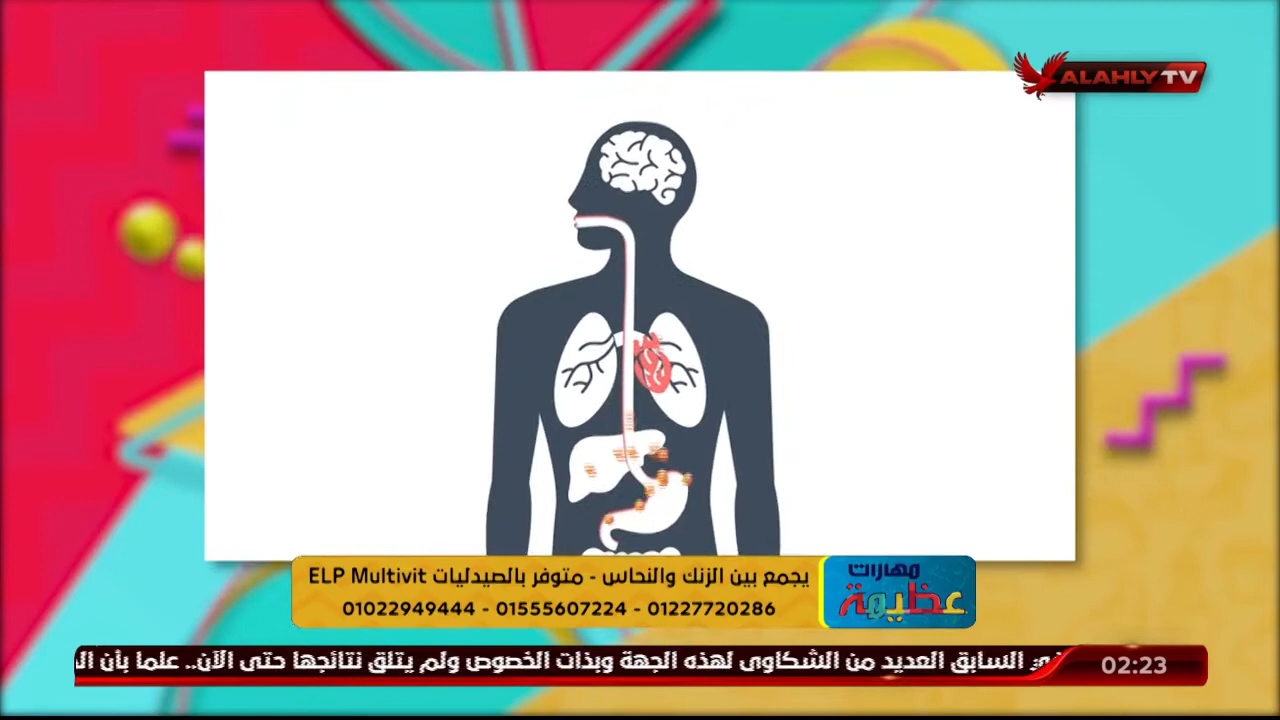 ALAHLY TV
يجمع بين الزنك والنحاس - متوفر بالصيدليات ELP Multivit
01022949444 - 01555607224 - 01227720286
مهارات
عظيمة
السابق العديد من الشكاوى لهذه الجهة وبذات الخصوص ولم يتلق نتائجها حتى الآن.. علما بأن
02:23